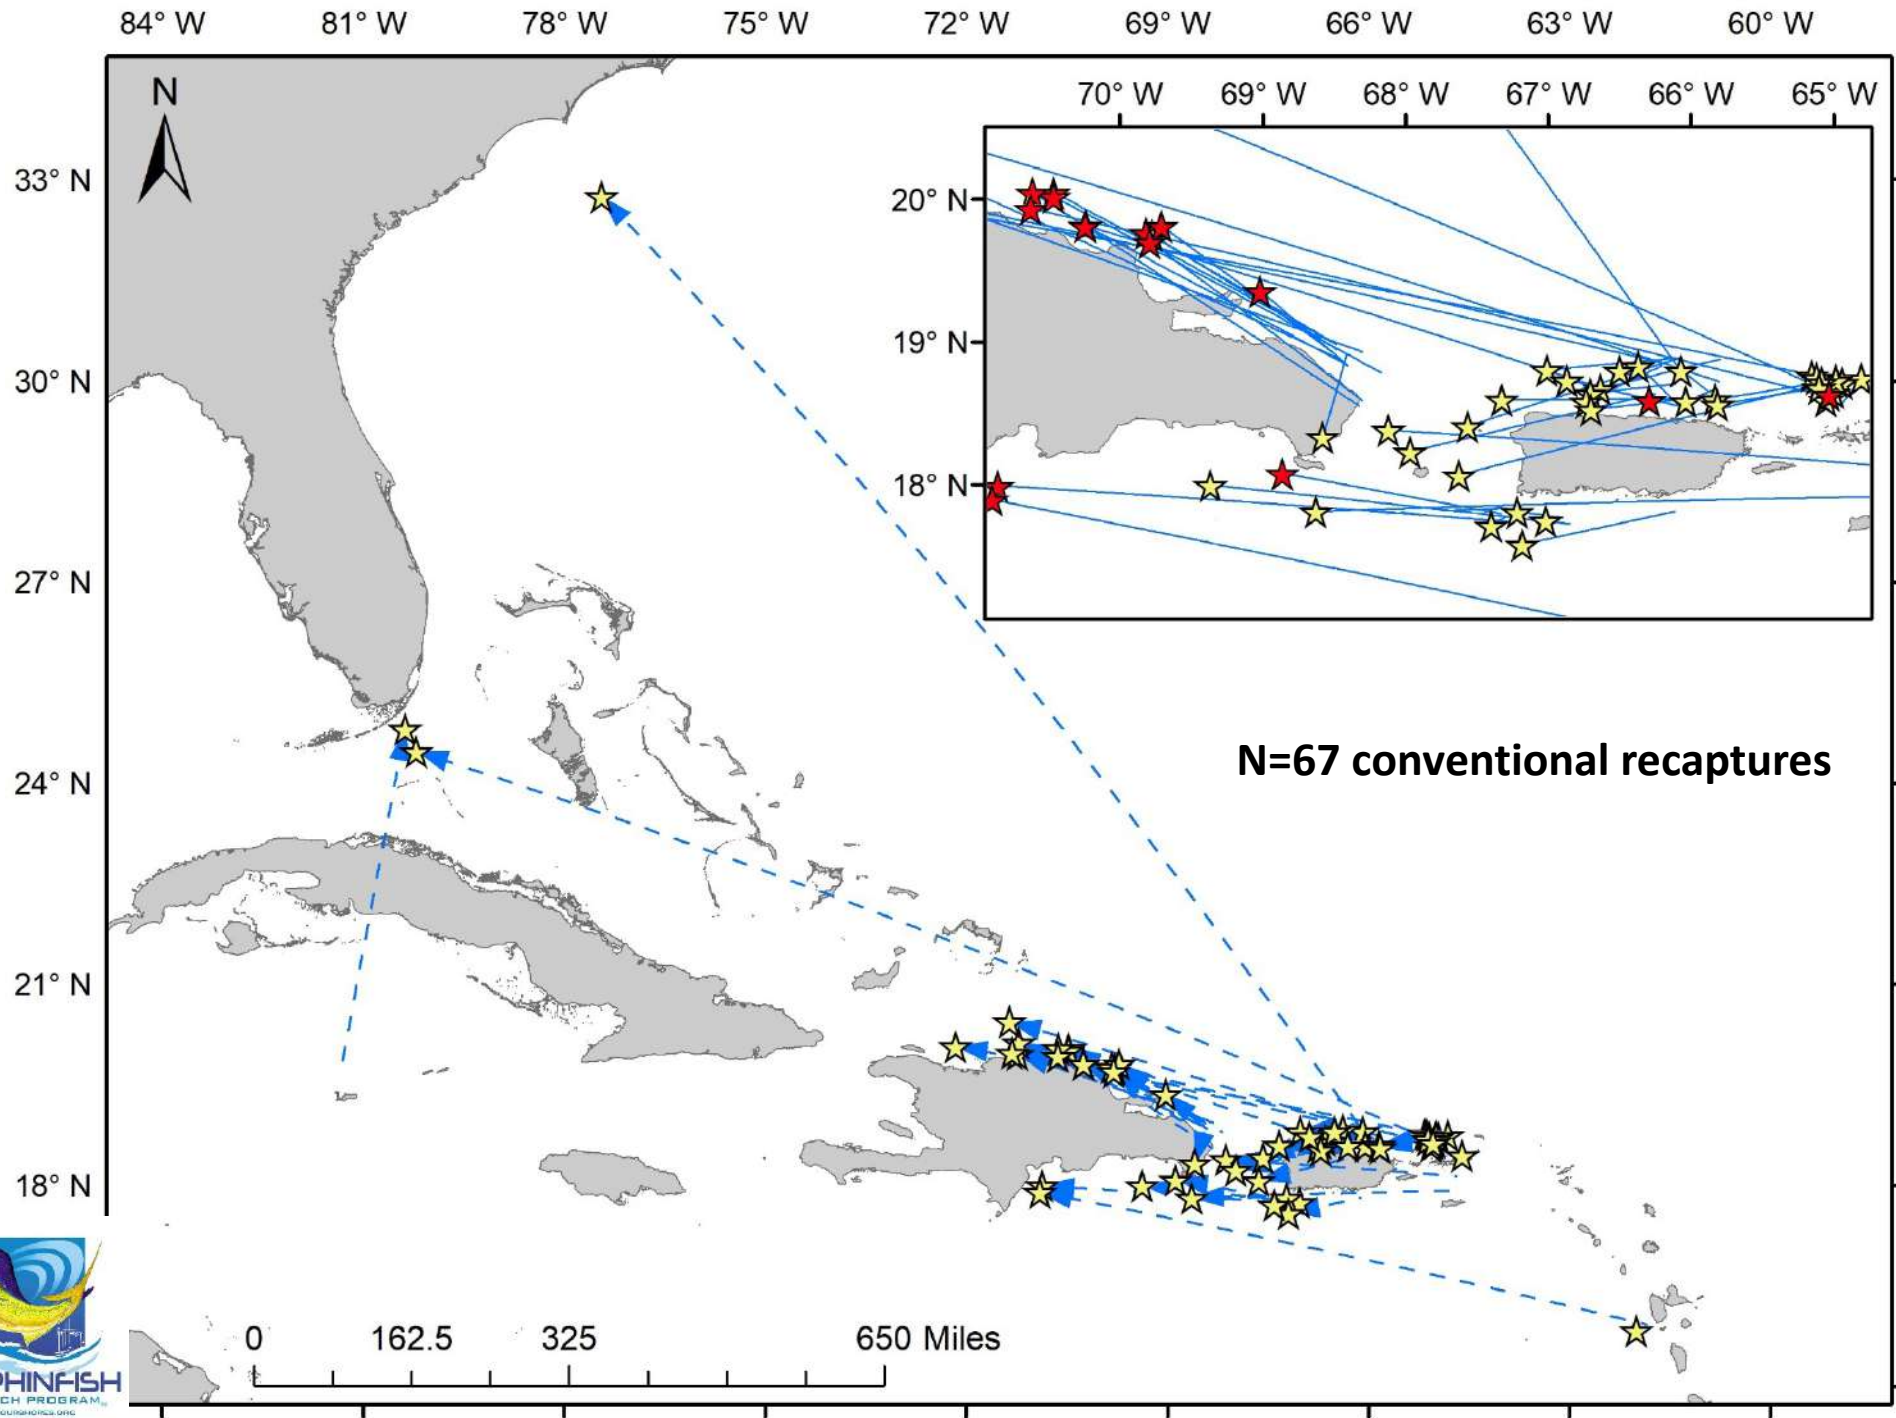 84° W 81° W 78° W 75° W 72° W 69° W 66° W 63° W 60° W
N
70° W 69° W 68° W 67° W 66° W 65° W
33° N
20° N
19° N
30° N
18° N
27° N
N=67 conventional recaptures
24° N
21° N
18° N
0 162.5 325 650 Miles
PHINFISH
CH PROGRAM